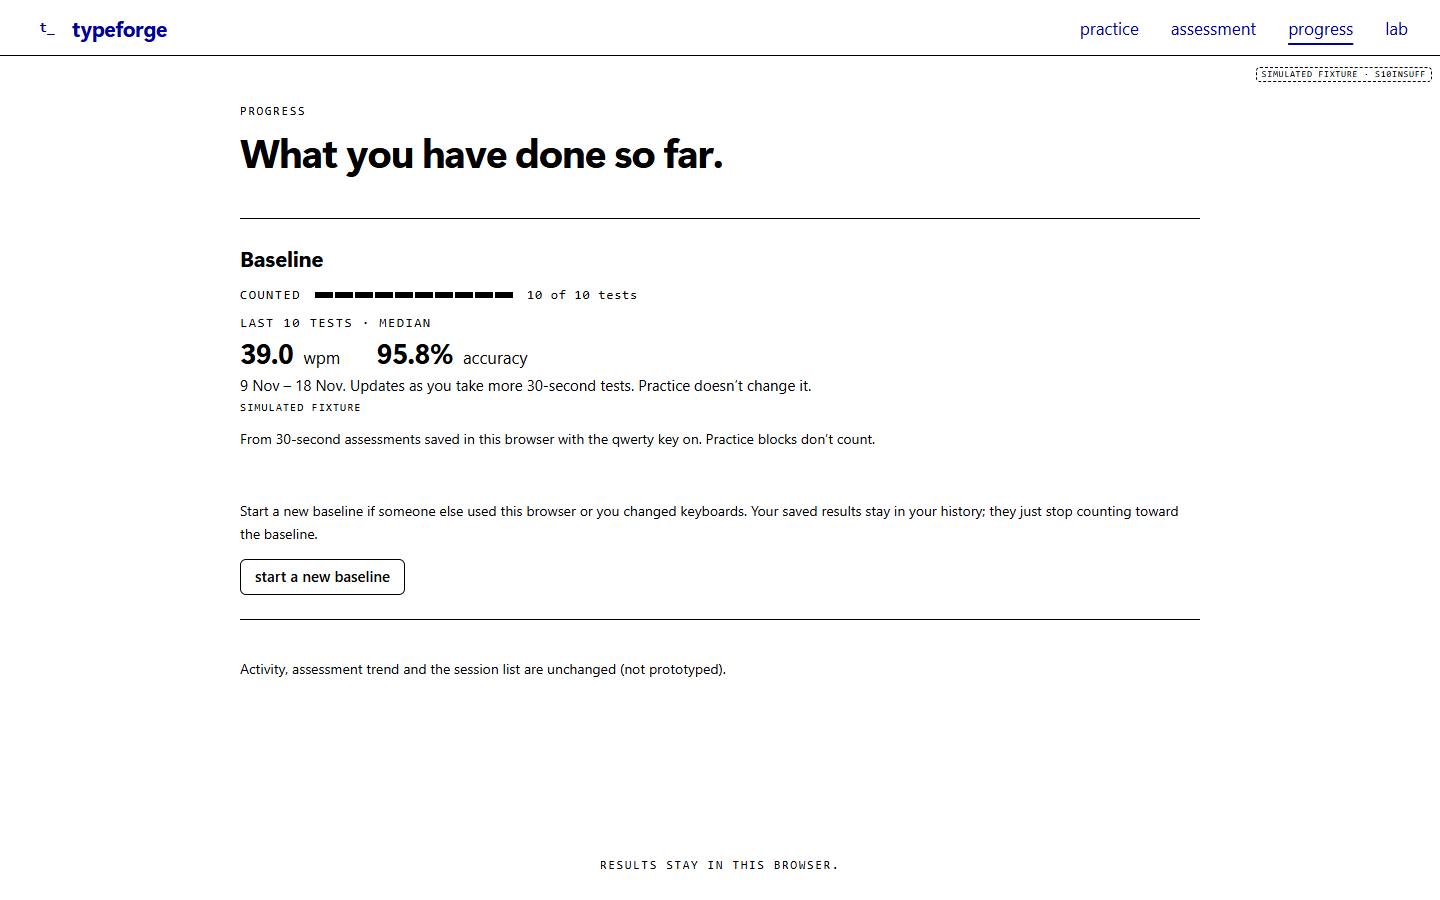 t_ typeforge practice assessment progress lab
SIMULATED FIXTURE · S10INSUFF
PROGRESS
What you have done so far.
Baseline
COUNTED 10 of 10 tests
LAST 10 TESTS · MEDIAN
39.0 wpm 95.8% accuracy
9 Nov – 18 Nov. Updates as you take more 30-second tests. Practice doesn’t change it.
SIMULATED FIXTURE
From 30-second assessments saved in this browser with the qwerty key on. Practice blocks don’t count.
Start a new baseline if someone else used this browser or you changed keyboards. Your saved results stay in your history; they just stop counting toward
the baseline.
start a new baseline
Activity, assessment trend and the session list are unchanged (not prototyped).
RESULTS STAY IN THIS BROWSER.